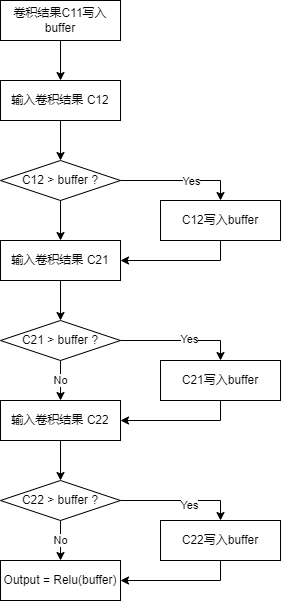 卷积结果C11写入
buffer
输入卷积结果 C12
C12 > buffer ?
Yes
C12写入buffer
输入卷积结果 C21
C21 > buffer ?
Yes
No
C21写入buffer
输入卷积结果 C22
C22 > buffer ?
Yes
No
C22写入buffer
Output = Relu(buffer)